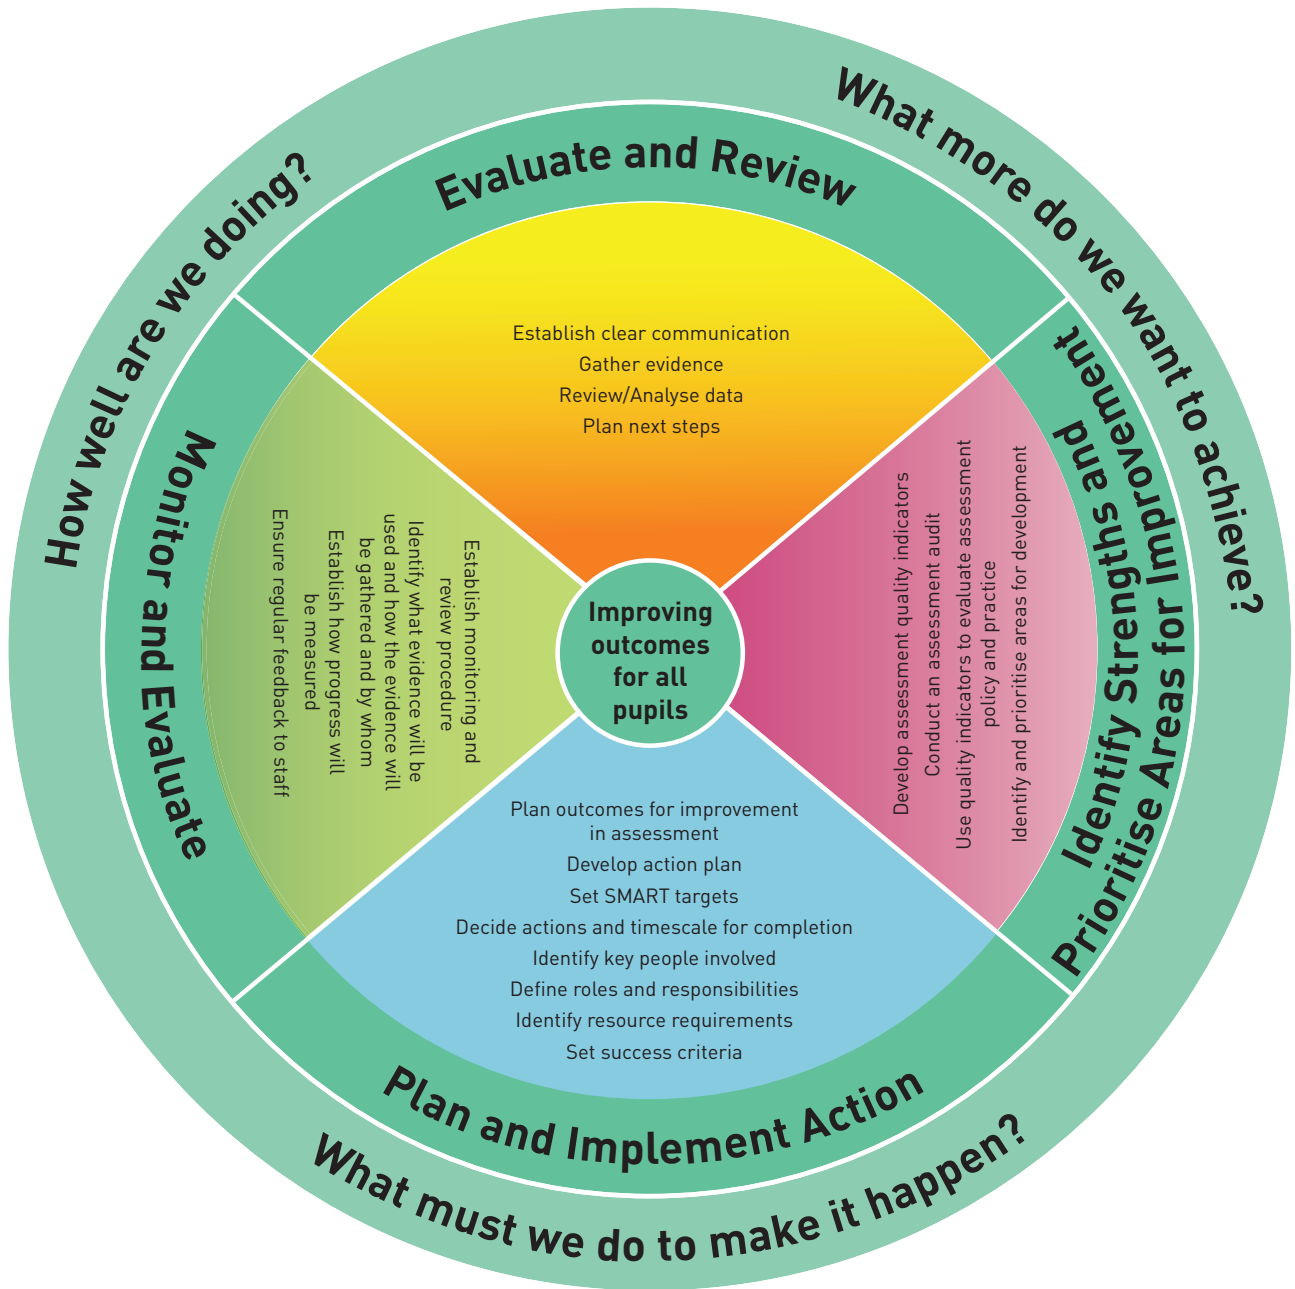 How well are we doing?
What more do we want to achieve?
What must we do to make it happen?
Evaluate and Review
Establish clear communication
Gather evidence
Review/Analyse data
Plan next steps
Identify Strengths and
Prioritise Areas for Improvement
Develop assessment quality indicators
Conduct an assessment audit
Use quality indicators to evaluate assessment
policy and practice
Identify and prioritise areas for development
Plan and Implement Action
Plan outcomes for improvement
in assessment
Develop action plan
Set SMART targets
Decide actions and timescale for completion
Identify key people involved
Define roles and responsibilities
Identify resource requirements
Set success criteria
Monitor and Evaluate
Establish monitoring and
review procedure
Identify what evidence will be
used and how the evidence will
be gathered and by whom
Establish how progress will
be measured
Ensure regular feedback to staff
Improving
outcomes
for all
pupils